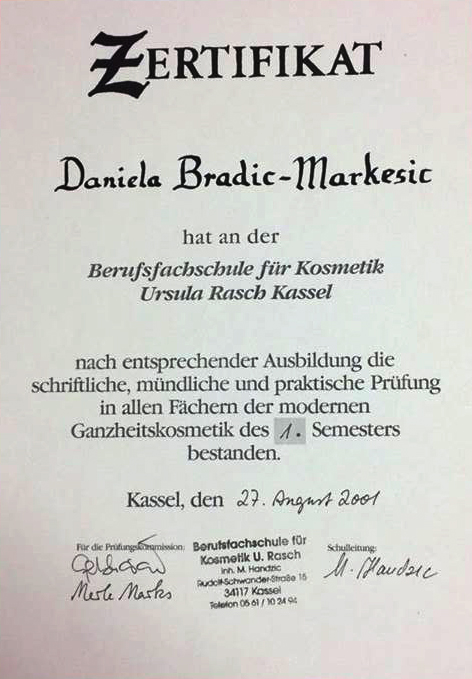 ZERTIFIKAT
Daniela Bradic-Markesic
hat an der
Berufsfachschule für Kosmetik
Ursula Rasch Kassel
nach entsprechender Ausbildung die
schriftliche, mündliche und praktische Prüfung
in allen Fächern der modernen
Ganzheitskosmetik des 1. Semesters
bestanden.
Kassel, den 27. August 2001
Für die Prüfungskommission:
Merle Marks
Berufsfachschule für
Kosmetik U. Rasch
Inh. M. Handzic
Rudolf-Schwander-Straße 15
34117 Kassel
Telefon 05 61 / 10 24 94
Schulleitung:
M. Handzic